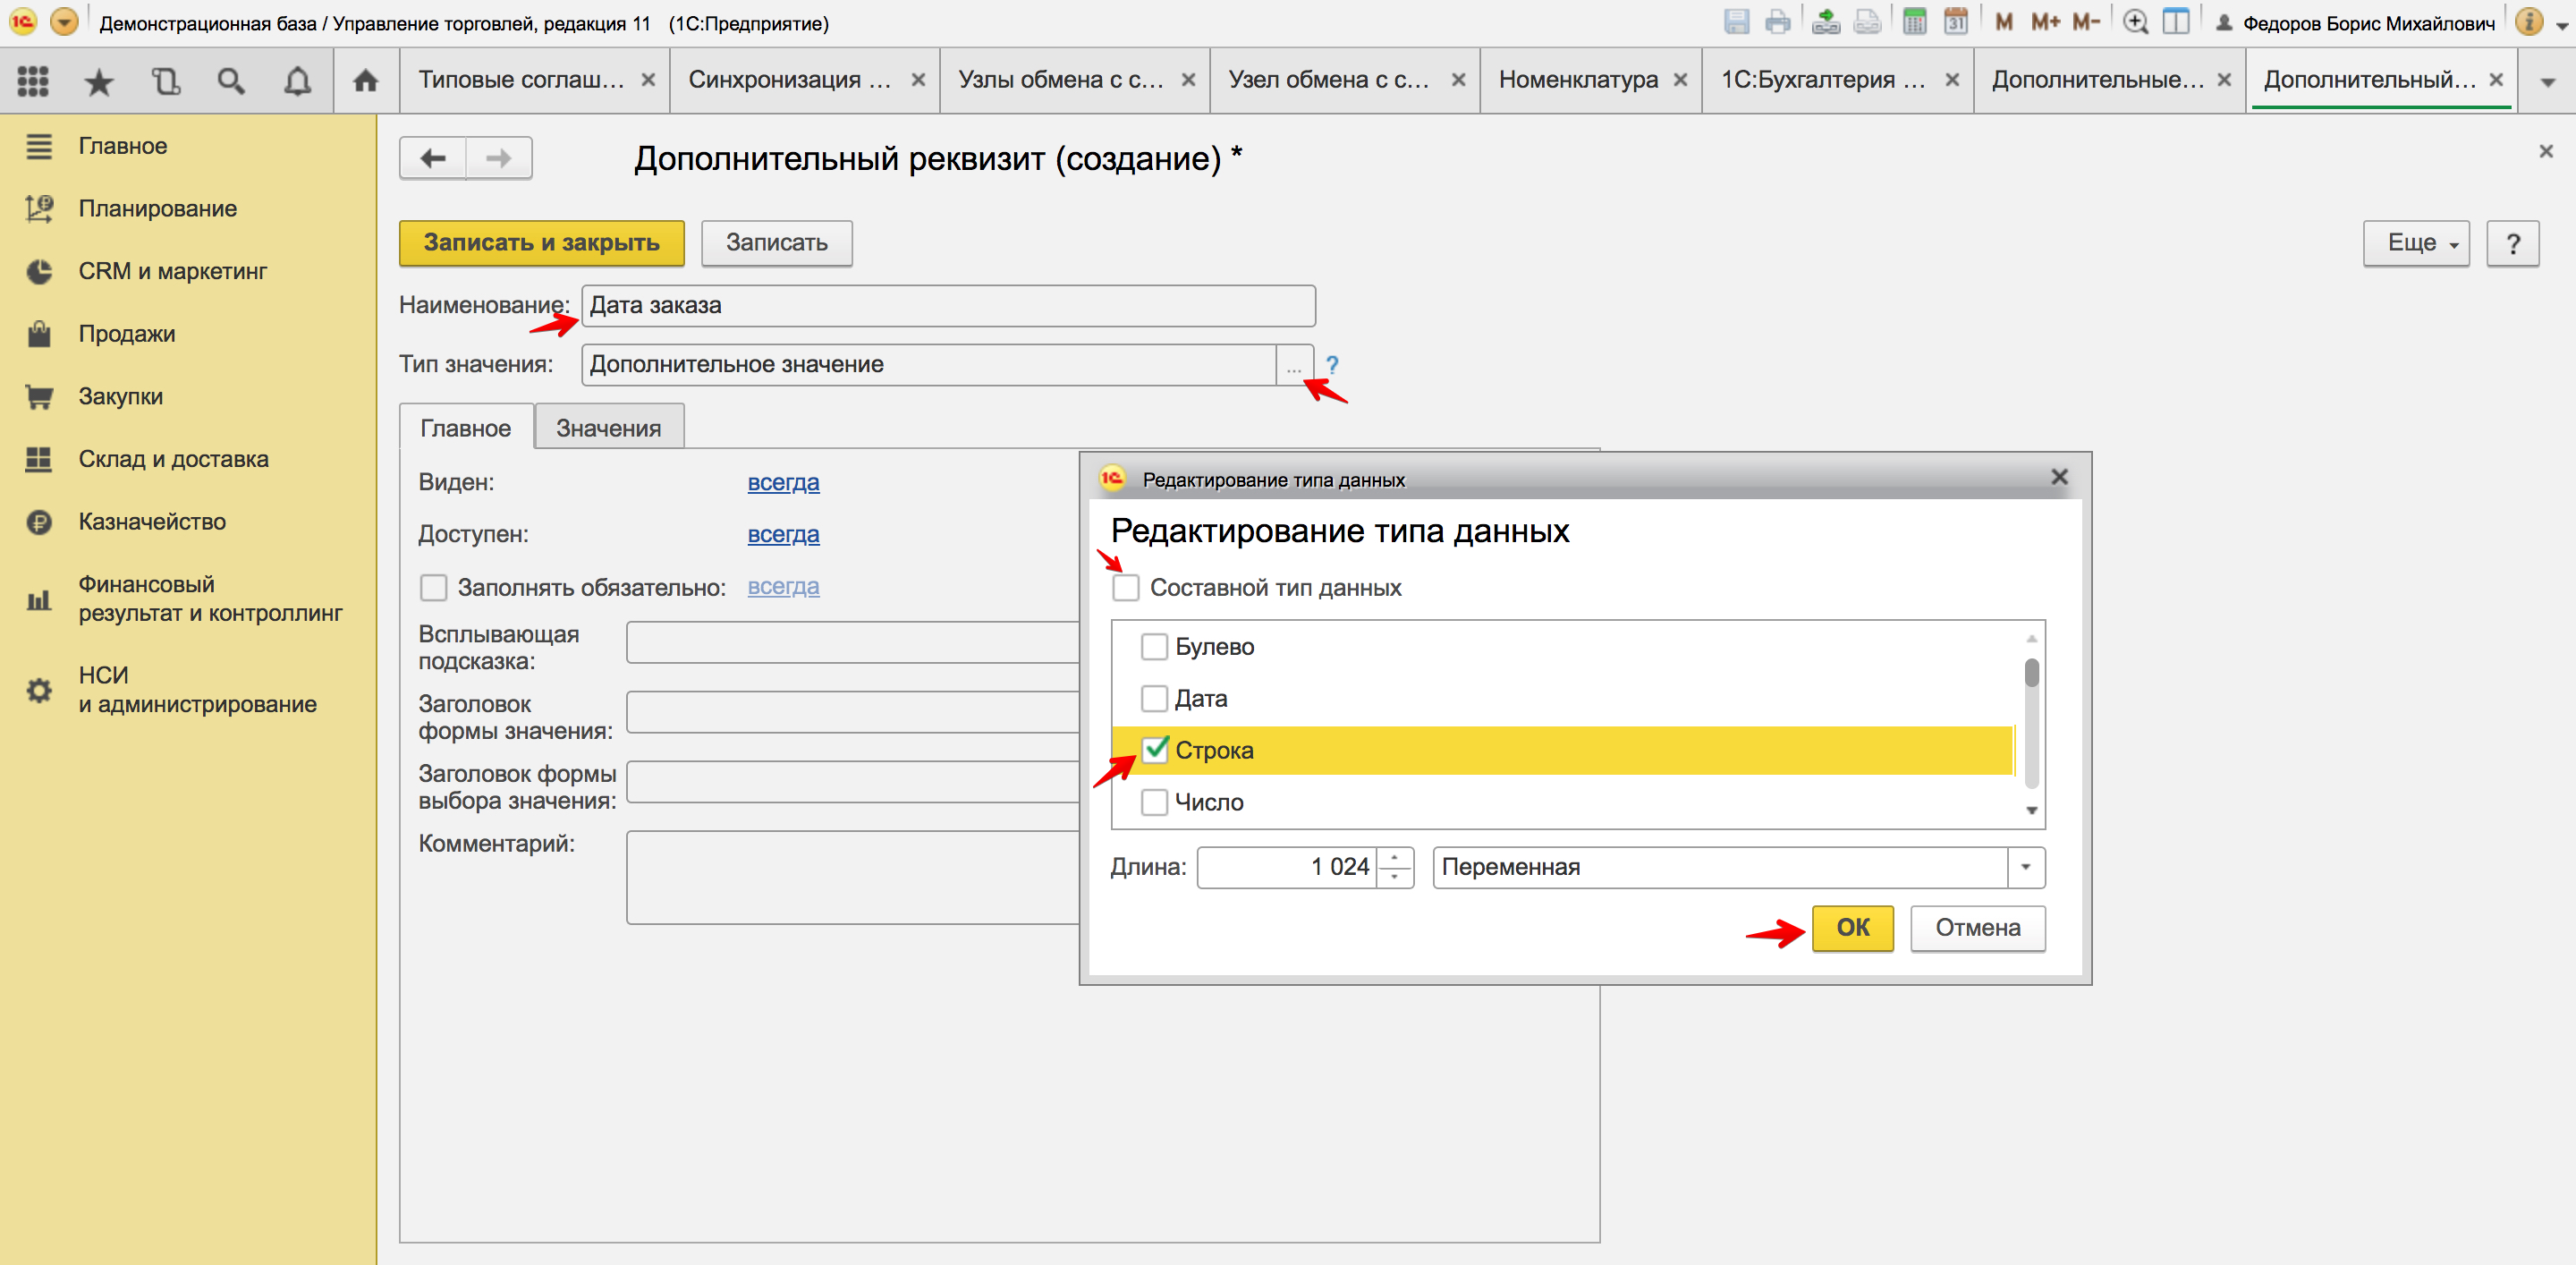 Демонстрационная база / Управление торговлей, редакция 11 (1С:Предприятие)
M M+ M- Федоров Борис Михайлович
Типовые соглаш... Синхронизация ... Узлы обмена с с... Узел обмена с с... Номенклатура 1С:Бухгалтерия ... Дополнительные... Дополнительный...
Главное
Планирование
CRM и маркетинг
Продажи
Закупки
Склад и доставка
Казначейство
Финансовый
результат и контроллинг
НСИ
и администрирование
Дополнительный реквизит (создание) *
Записать и закрыть Записать Еще ?
Наименование: Дата заказа
Тип значения: Дополнительное значение ... ?
Главное Значения
Виден: всегда
Доступен: всегда
Заполнять обязательно: всегда
Всплывающая
подсказка:
Заголовок
формы значения:
Заголовок формы
выбора значения:
Комментарий:
Редактирование типа данных
Редактирование типа данных
Составной тип данных
Булево
Дата
Строка
Число
Длина: 1 024 Переменная
ОК Отмена